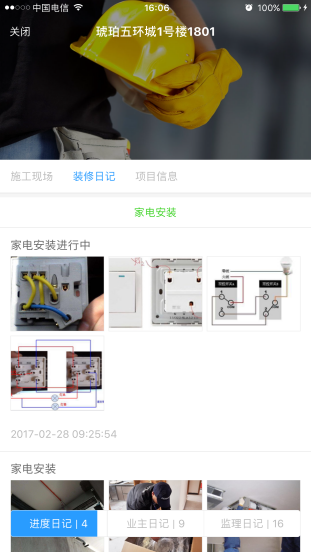 中国电信 16:06 100%
关闭 琥珀五环城1号楼1801
施工现场 装修日记 项目信息
家电安装
家电安装进行中
2017-02-28 09:25:54
家电安装
进度日记 | 4 业主日记 | 9 监理日记 | 16